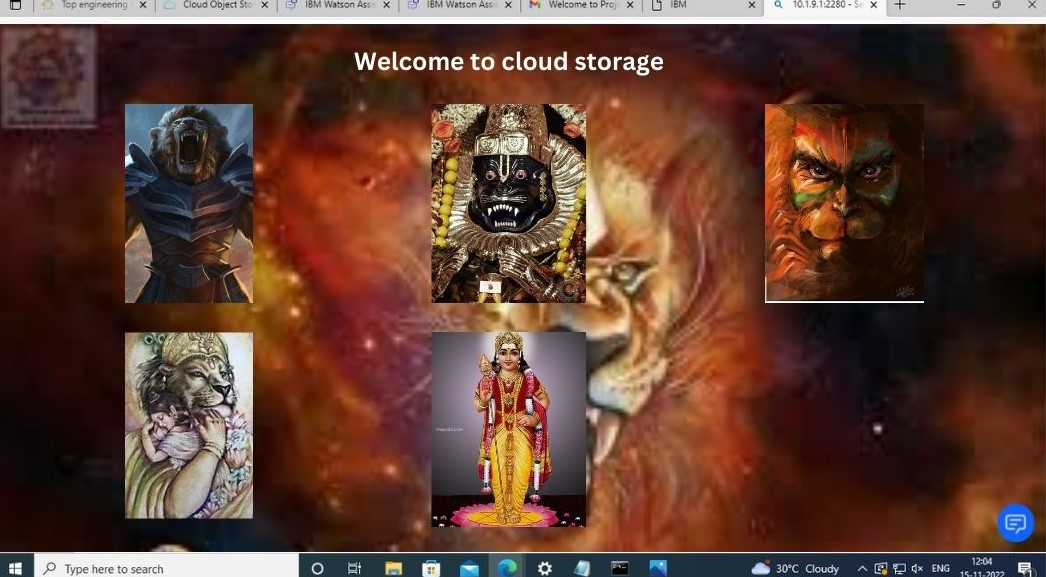 Top engineering
Cloud Object Sto
IBM Watson Assi
IBM Watson Assi
Welcome to Proj
IBM
10.1.9.1:2280 - Se
Welcome to cloud storage
Type here to search
30°C Cloudy
ENG
12:04
15-11-2022